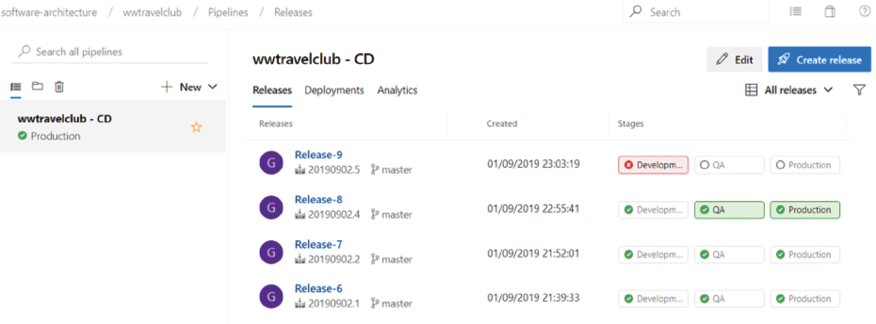 software-architecture / wwtravelclub / Pipelines / Releases
Search
Search all pipelines
New
wwtravelclub - CD
Production
wwtravelclub - CD
Edit
Create release
Releases Deployments Analytics
All releases
Releases Created Stages
G Release-9
20190902.5 master
01/09/2019 23:03:19
Developm... QA Production
G Release-8
20190902.4 master
01/09/2019 22:55:41
Developm... QA Production
G Release-7
20190902.2 master
01/09/2019 21:52:01
Developm... QA Production
G Release-6
20190902.1 master
01/09/2019 21:39:33
Developm... QA Production